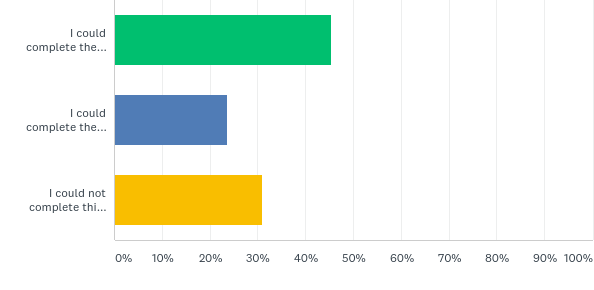 I could
complete the...
I could
complete the...
I could not
complete thi...
0% 10% 20% 30% 40% 50% 60% 70% 80% 90% 100%